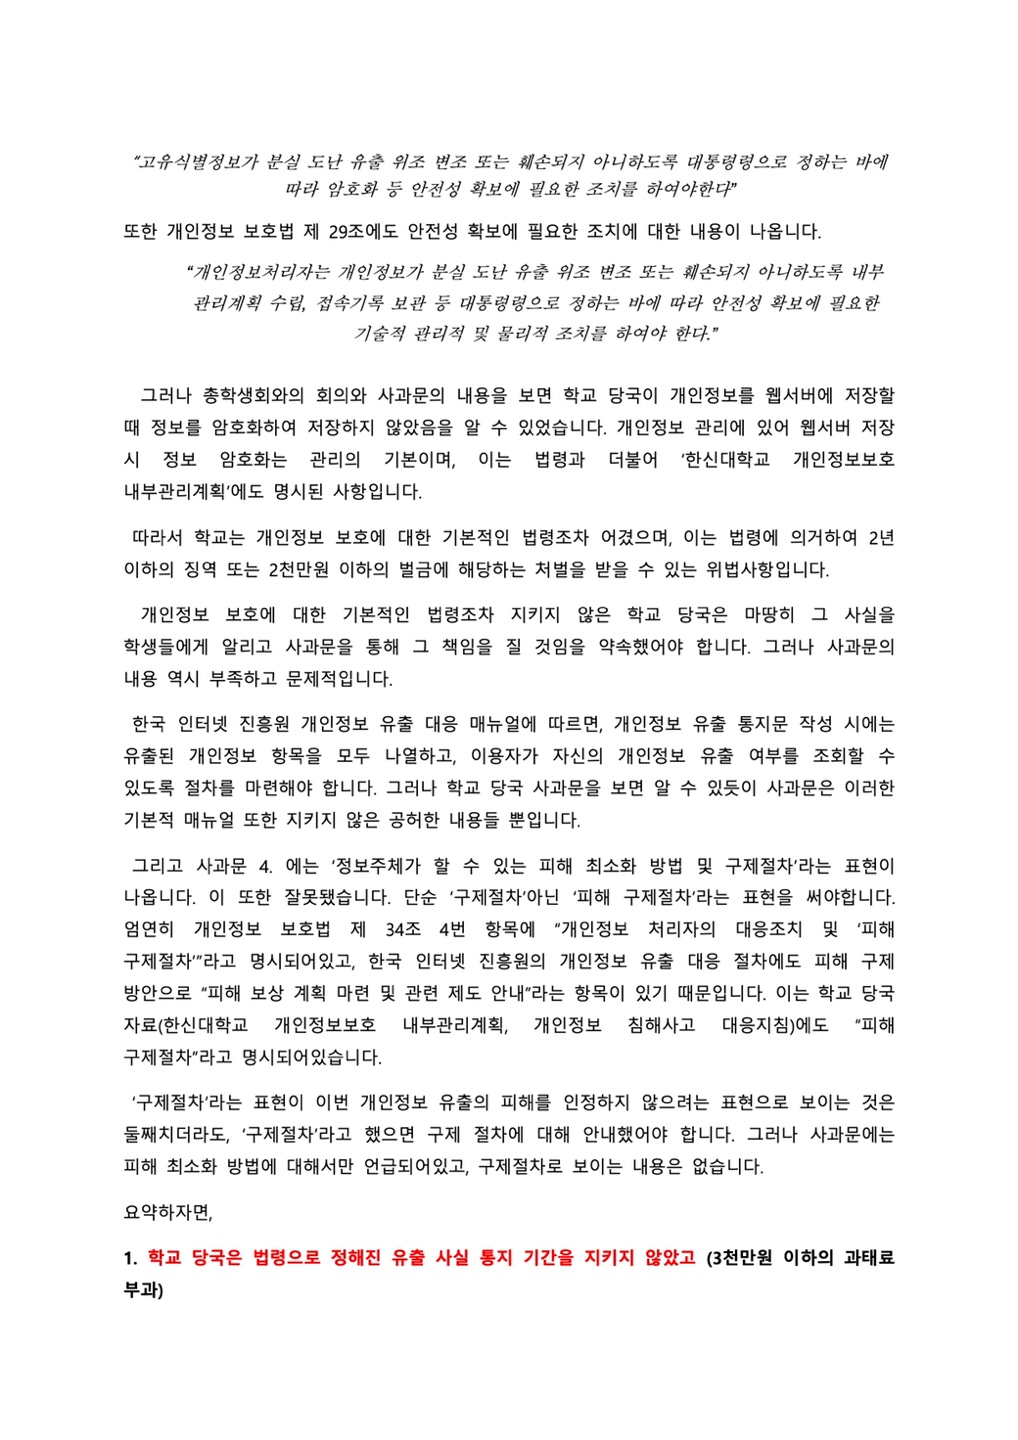 “고유식별정보가 분실 도난 유출 위조 변조 또는 훼손되지 아니하도록 대통령령으로 정하는 바에
따라 암호화 등 안전성 확보에 필요한 조치를 하여야한다”
또한 개인정보 보호법 제 29조에도 안전성 확보에 필요한 조치에 대한 내용이 나옵니다.
“개인정보처리자는 개인정보가 분실 도난 유출 위조 변조 또는 훼손되지 아니하도록 내부
관리계획 수립, 접속기록 보관 등 대통령령으로 정하는 바에 따라 안전성 확보에 필요한
기술적 관리적 및 물리적 조치를 하여야 한다.”
그러나 총학생회와의 회의와 사과문의 내용을 보면 학교 당국이 개인정보를 웹서버에 저장할
때 정보를 암호화하여 저장하지 않았음을 알 수 있었습니다. 개인정보 관리에 있어 웹서버 저장
시 정보 암호화는 관리의 기본이며, 이는 법령과 더불어 ‘한신대학교 개인정보보호
내부관리계획’에도 명시된 사항입니다.
따라서 학교는 개인정보 보호에 대한 기본적인 법령조차 어겼으며, 이는 법령에 의거하여 2년
이하의 징역 또는 2천만원 이하의 벌금에 해당하는 처벌을 받을 수 있는 위법사항입니다.
개인정보 보호에 대한 기본적인 법령조차 지키지 않은 학교 당국은 마땅히 그 사실을
학생들에게 알리고 사과문을 통해 그 책임을 질 것임을 약속했어야 합니다. 그러나 사과문의
내용 역시 부족하고 문제적입니다.
한국 인터넷 진흥원 개인정보 유출 대응 매뉴얼에 따르면, 개인정보 유출 통지문 작성 시에는
유출된 개인정보 항목을 모두 나열하고, 이용자가 자신의 개인정보 유출 여부를 조회할 수
있도록 절차를 마련해야 합니다. 그러나 학교 당국 사과문을 보면 알 수 있듯이 사과문은 이러한
기본적 매뉴얼 또한 지키지 않은 공허한 내용들 뿐입니다.
그리고 사과문 4. 에는 ‘정보주체가 할 수 있는 피해 최소화 방법 및 구제절차’라는 표현이
나옵니다. 이 또한 잘못됐습니다. 단순 ‘구제절차’아닌 ‘피해 구제절차’라는 표현을 써야합니다.
엄연히 개인정보 보호법 제 34조 4번 항목에 “개인정보 처리자의 대응조치 및 ‘피해
구제절차’”라고 명시되어있고, 한국 인터넷 진흥원의 개인정보 유출 대응 절차에도 피해 구제
방안으로 “피해 보상 계획 마련 및 관련 제도 안내”라는 항목이 있기 때문입니다. 이는 학교 당국
자료(한신대학교 개인정보보호 내부관리계획, 개인정보 침해사고 대응지침)에도 “피해
구제절차”라고 명시되어있습니다.
‘구제절차’라는 표현이 이번 개인정보 유출의 피해를 인정하지 않으려는 표현으로 보이는 것은
둘째치더라도, ‘구제절차’라고 했으면 구제 절차에 대해 안내했어야 합니다. 그러나 사과문에는
피해 최소화 방법에 대해서만 언급되어있고, 구제절차로 보이는 내용은 없습니다.
요약하자면,
1. 학교 당국은 법령으로 정해진 유출 사실 통지 기간을 지키지 않았고 (3천만원 이하의 과태료
부과)